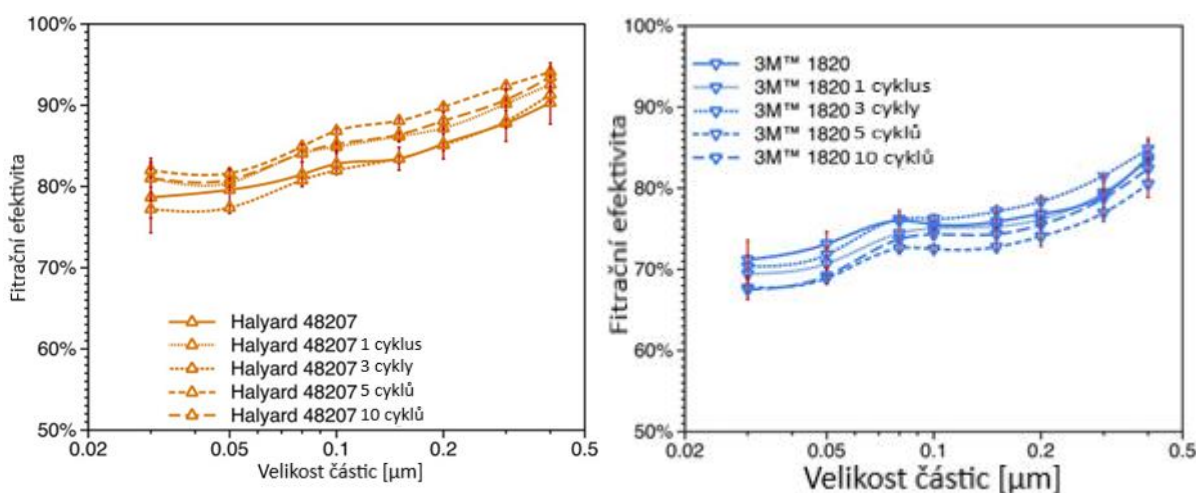 100%
90%
80%
70%
60%
50%
Fitrační efektivita
Halyard 48207
Halyard 48207 1 cyklus
Halyard 48207 3 cykly
Halyard 48207 5 cyklů
Halyard 48207 10 cyklů
0.02 0.05 0.1 0.2 0.5
Velikost částic [µm]
100%
90%
80%
70%
60%
50%
Fitrační efektivita
3M™ 1820
3M™ 1820 1 cyklus
3M™ 1820 3 cykly
3M™ 1820 5 cyklů
3M™ 1820 10 cyklů
0.02 0.05 0.1 0.2 0.5
Velikost částic [µm]